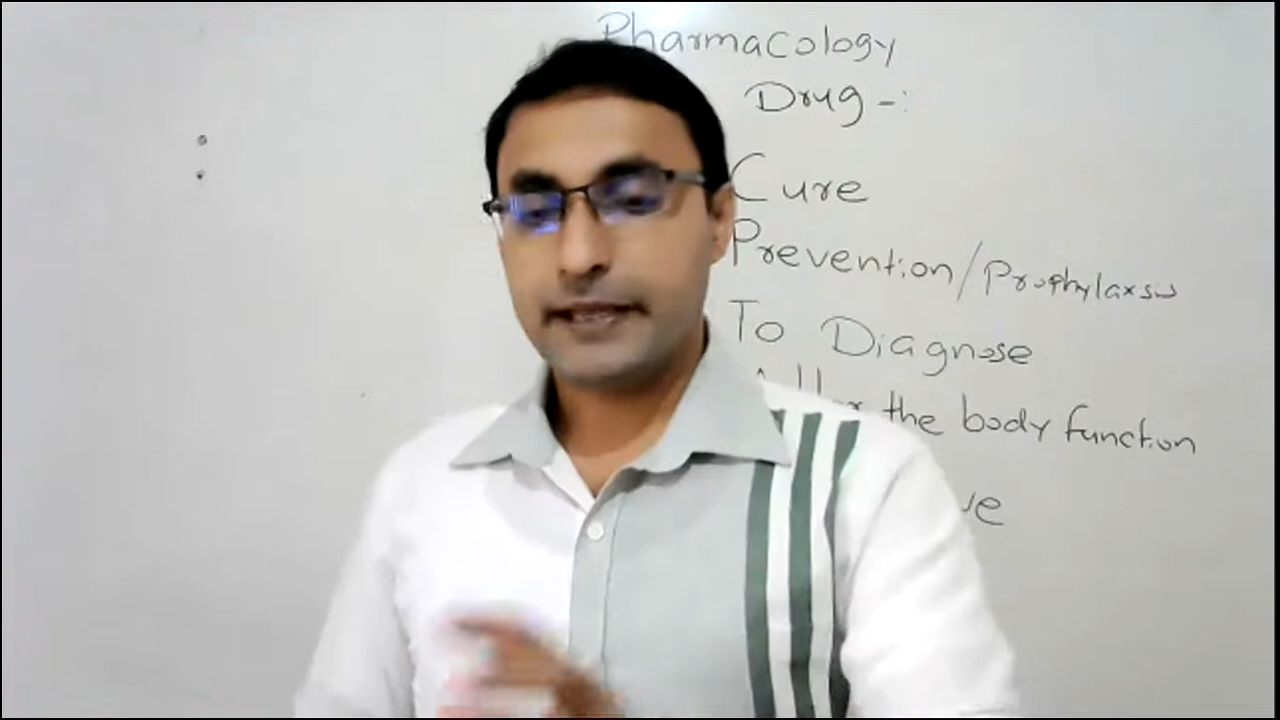 Pharmacology
Drug -:
Cure
Prevention/Prophylaxsis
To Diagnose
the body function